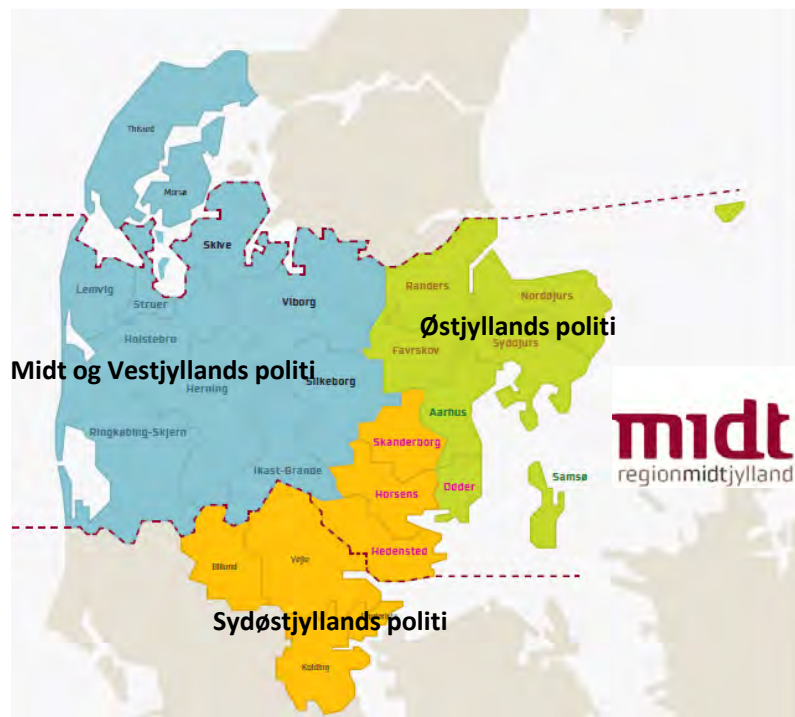 Thisted
Morsø
Skive
Lemvig
Struer
Viborg
Randers
Norddjurs
Østjyllands politi
Holstebro
Favrskov
Syddjurs
Midt og Vestjyllands politi
Herning
Silkeborg
Aarhus
Ringkøbing-Skjern
Skanderborg
midt
regionmidtjylland
Ikast-Brande
Horsens
Odder
Samsø
Hedensted
Billund
Vejle
Sydøstjyllands politi
Kolding